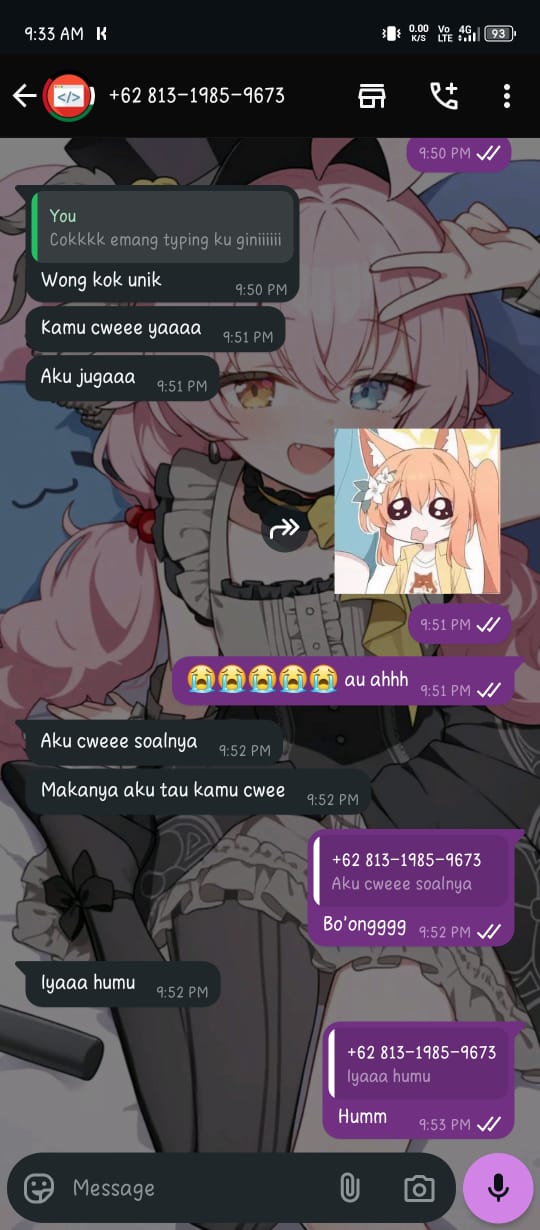 9:33 AM
0.00
K/S
Vo
LTE
4G
93
</>
+62 813-1985-9673
9:50 PM
You
Cokkkk emang typing ku giniiiiii
Wong kok unik
9:50 PM
Kamu cweee yaaaa
9:51 PM
Aku jugaaa
9:51 PM
9:51 PM
😭😭😭😭😭 au ahhh
9:51 PM
Aku cweee soalnya
9:52 PM
Makanya aku tau kamu cwee
9:52 PM
+62 813-1985-9673
Aku cweee soalnya
Bo'ongggg
9:52 PM
Iyaaa humu
9:52 PM
+62 813-1985-9673
Iyaaa humu
Humm
9:53 PM
Message